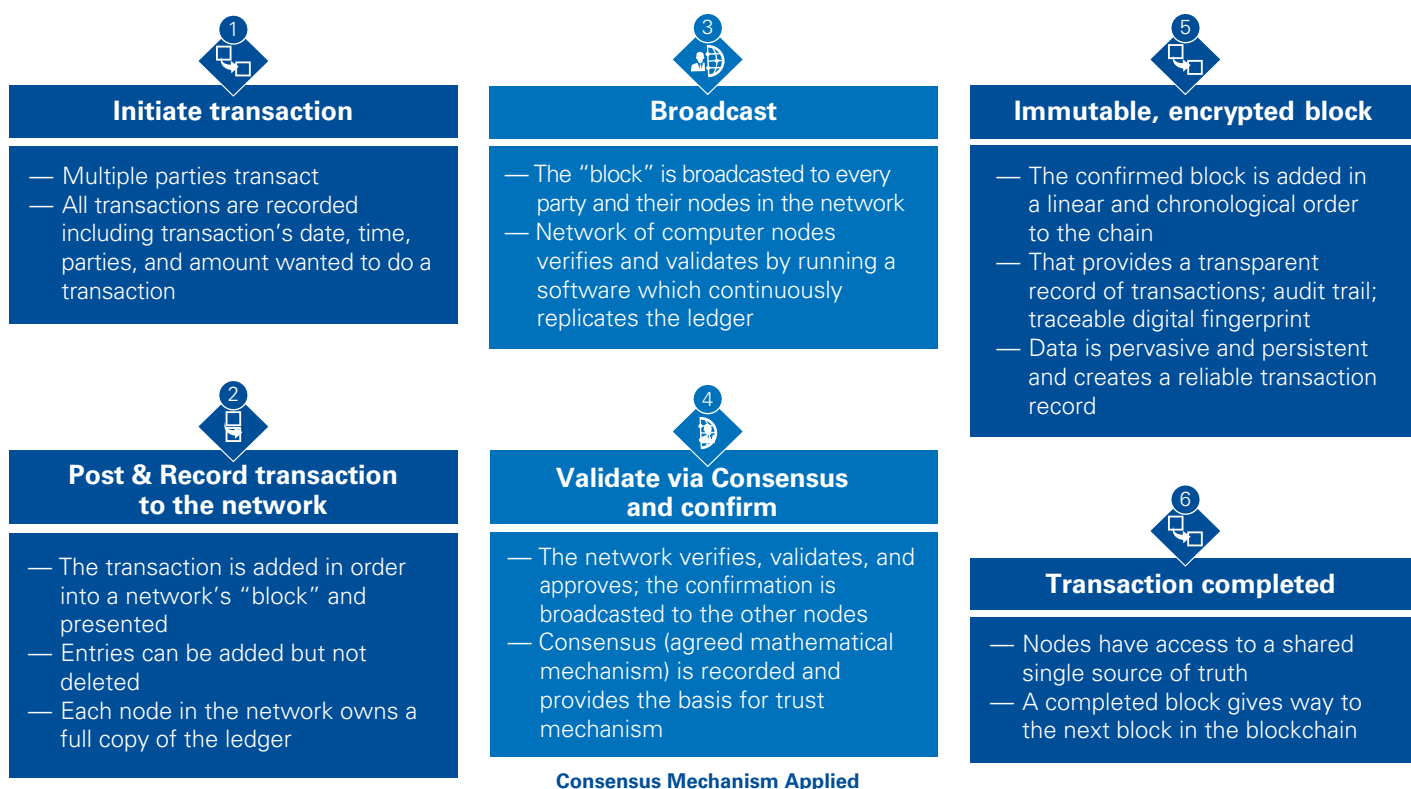 1
Initiate transaction
— Multiple parties transact
— All transactions are recorded
including transaction's date, time,
parties, and amount wanted to do a
transaction
2
Post & Record transaction
to the network
— The transaction is added in order
into a network's "block" and
presented
— Entries can be added but not
deleted
— Each node in the network owns a
full copy of the ledger
3
Broadcast
— The "block" is broadcasted to every
party and their nodes in the network
— Network of computer nodes
verifies and validates by running a
software which continuously
replicates the ledger
4
Validate via Consensus
and confirm
— The network verifies, validates, and
approves; the confirmation is
broadcasted to the other nodes
— Consensus (agreed mathematical
mechanism) is recorded and
provides the basis for trust
mechanism
Consensus Mechanism Applied
5
Immutable, encrypted block
— The confirmed block is added in
a linear and chronological order
to the chain
— That provides a transparent
record of transactions; audit trail;
traceable digital fingerprint
— Data is pervasive and persistent
and creates a reliable transaction
record
6
Transaction completed
— Nodes have access to a shared
single source of truth
— A completed block gives way to
the next block in the blockchain